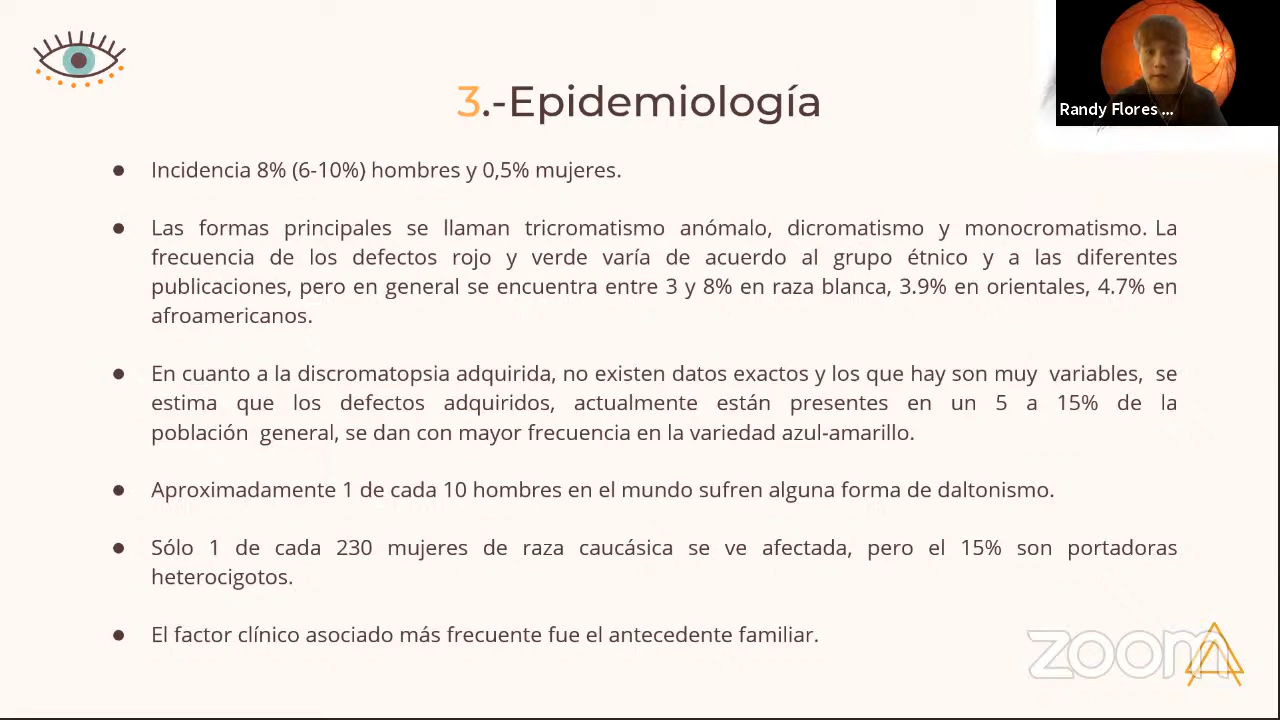 Randy Flores ...
3.-Epidemiología
● Incidencia 8% (6-10%) hombres y 0,5% mujeres.
● Las formas principales se llaman tricromatismo anómalo, dicromatismo y monocromatismo. La
frecuencia de los defectos rojo y verde varía de acuerdo al grupo étnico y a las diferentes
publicaciones, pero en general se encuentra entre 3 y 8% en raza blanca, 3.9% en orientales, 4.7% en
afroamericanos.
● En cuanto a la discromatopsia adquirida, no existen datos exactos y los que hay son muy variables, se
estima que los defectos adquiridos, actualmente están presentes en un 5 a 15% de la
población general, se dan con mayor frecuencia en la variedad azul-amarillo.
● Aproximadamente 1 de cada 10 hombres en el mundo sufren alguna forma de daltonismo.
● Sólo 1 de cada 230 mujeres de raza caucásica se ve afectada, pero el 15% son portadoras
heterocigotos.
● El factor clínico asociado más frecuente fue el antecedente familiar.
zoom